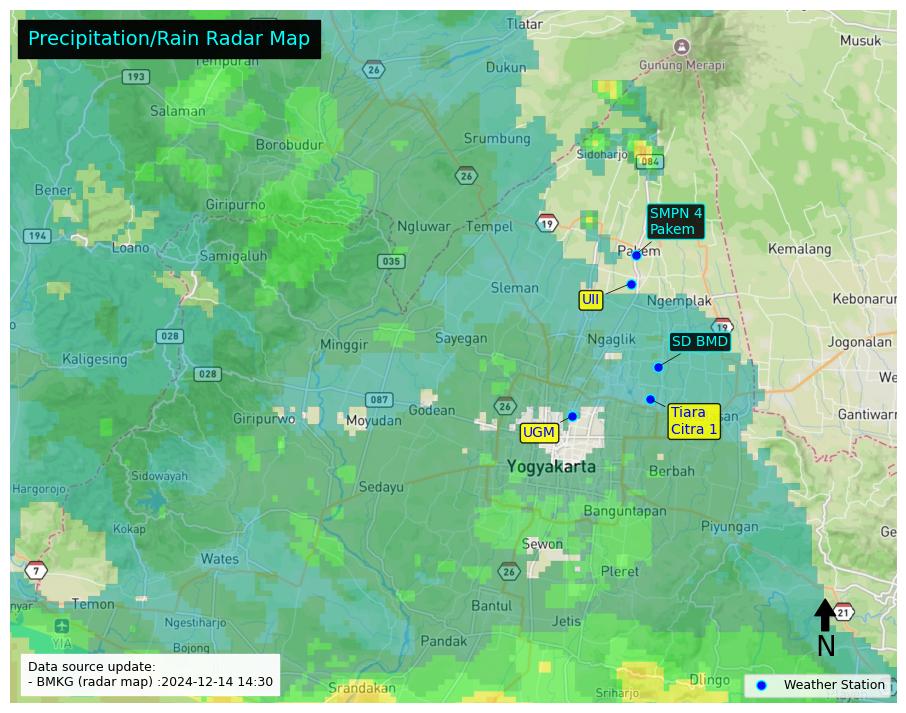 Precipitation/Rain Radar Map
Tlatar
Musuk
Tempuran
26
Dukun
Gunung Merapi
193
Salaman
Borobudur
Srumbung
Sidoharjo
084
26
Bener
Giripurno
SMPN 4
Pakem
194
Loano
Samigaluh
Ngluwar
Tempel
19
Pakem
Kemalang
035
Sleman
UII
Ngemplak
Kebonarum
028
Minggir
Sayegan
Ngaglik
19
SD BMD
Jogonalan
Kaligesing
028
We
087
Godean
26
Tiara
Citra 1
san
Gantiwarn
Giripurwo
Moyudan
UGM
Yogyakarta
Berbah
Sidowayah
Hargorojo
Sedayu
Banguntapan
Kokap
Piyungan
Ge
Wates
Sewon
7
26
Pleret
nyar
Temon
Bantul
21
Ngestiharjo
Jetis
YIA
Bojong
Pandak
N
Data source update:
- BMKG (radar map) :2024-12-14 14:30
Srandakan
Sriharjo
Dlingo
Weather Station